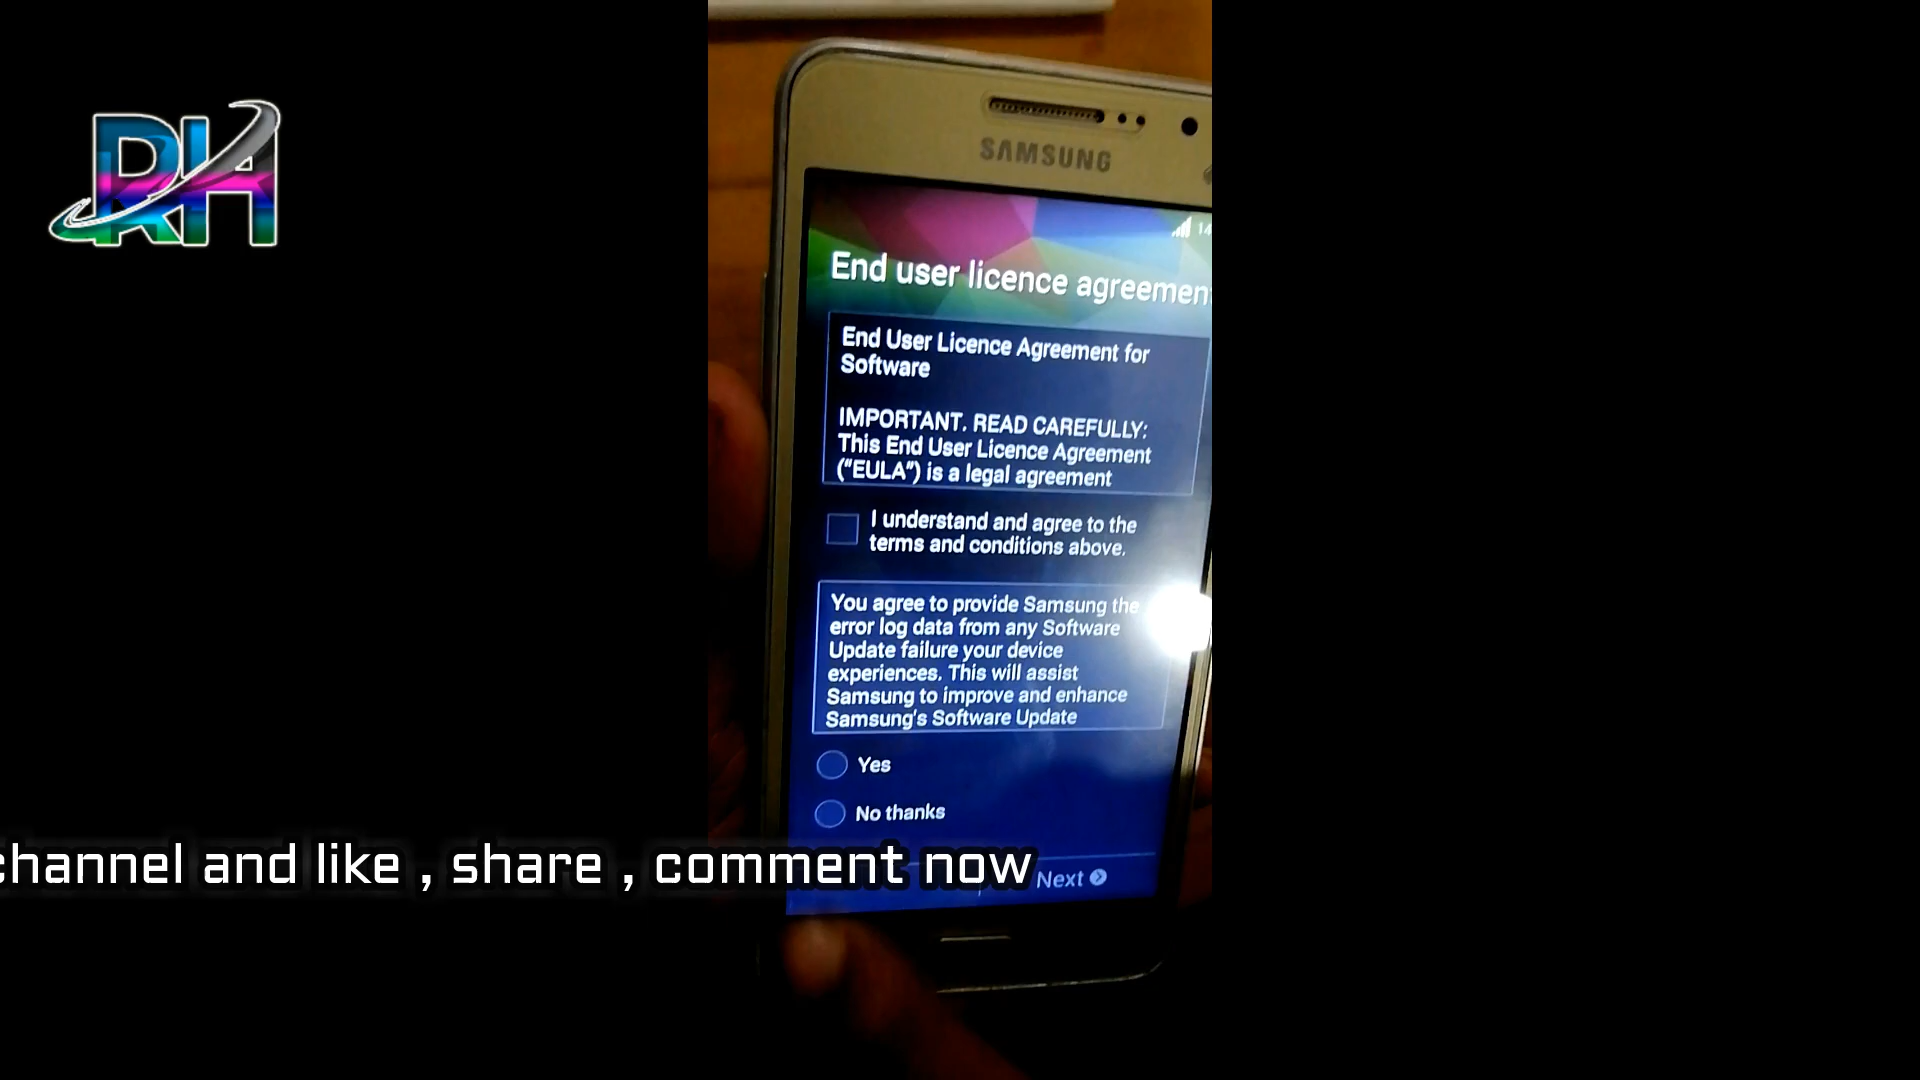 RH
SAMSUNG
14
End user licence agreement
End User Licence Agreement for
Software
IMPORTANT. READ CAREFULLY:
This End User Licence Agreement
("EULA") is a legal agreement
I understand and agree to the
terms and conditions above.
You agree to provide Samsung the
error log data from any Software
Update failure your device
experiences. This will assist
Samsung to improve and enhance
Samsung's Software Update
Yes
No thanks
channel and like , share , comment now
Next